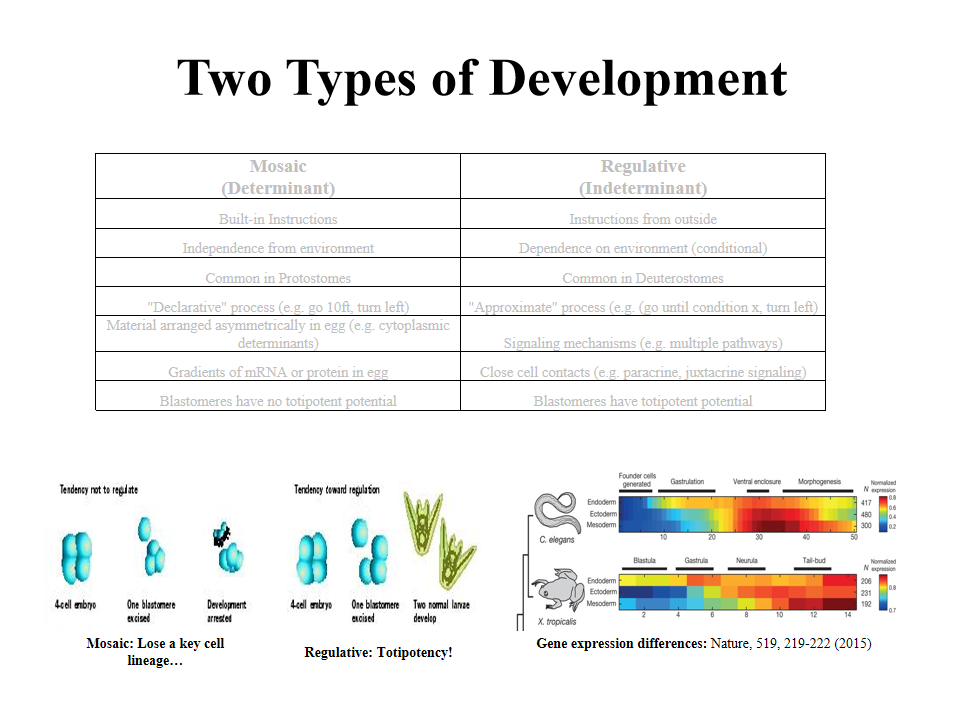 Two Types of Development
Mosaic
(Determinant)
Regulative
(Indeterminant)
Built-in Instructions
Instructions from outside
Independence from environment
Dependence on environment (conditional)
Common in Protostomes
Common in Deuterostomes
"Declarative" process (e.g. go 10ft, turn left)
"Approximate" process (e.g. (go until condition x, turn left)
Material arranged asymmetrically in egg (e.g. cytoplasmic
determinants)
Signaling mechanisms (e.g. multiple pathways)
Gradients of mRNA or protein in egg
Close cell contacts (e.g. paracrine, juxtacrine signaling)
Blastomeres have no totipotent potential
Blastomeres have totipotent potential
Tendency not to regulate
4-cell embryo
One blastomere
excised
Development
arrested
Mosaic: Lose a key cell
lineage…
Tendency toward regulation
4-cell embryo
One blastomere
excised
Two normal larvae
develop
Regulative: Totipotency!
Founder cells
generated
Gastrulation
Ventral enclosure
Morphogenesis
N
Normalized
expression
Endoderm
Ectoderm
Mesoderm
417
480
300
0.8
0.6
0.4
0.2
10 20 30 40 50
C. elegans
Blastula
Gastrula
Neurula
Tail-bud
N
Normalized
expression
Endoderm
Ectoderm
Mesoderm
206
231
192
0.8
0.7
2 4 6 8 10 12 14
X. tropicalis
Gene expression differences: Nature, 519, 219-222 (2015)